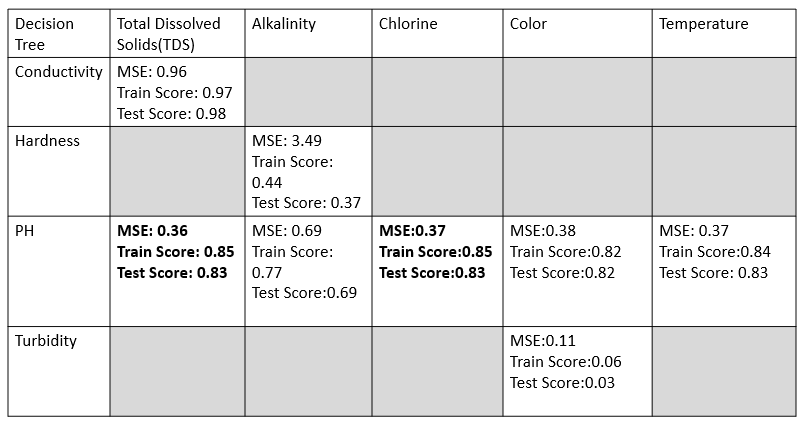 Decision Tree
Total Dissolved Solids(TDS)
Alkalinity
Chlorine
Color
Temperature
Conductivity
MSE: 0.96
Train Score: 0.97
Test Score: 0.98
Hardness
MSE: 3.49
Train Score:
0.44
Test Score: 0.37
PH
MSE: 0.36
Train Score: 0.85
Test Score: 0.83
MSE: 0.69
Train Score:
0.77
Test Score:0.69
MSE:0.37
Train Score:0.85
Test Score:0.83
MSE:0.38
Train Score:0.82
Test Score:0.82
MSE: 0.37
Train Score:0.84
Test Score: 0.83
Turbidity
MSE:0.11
Train Score:0.06
Test Score:0.03